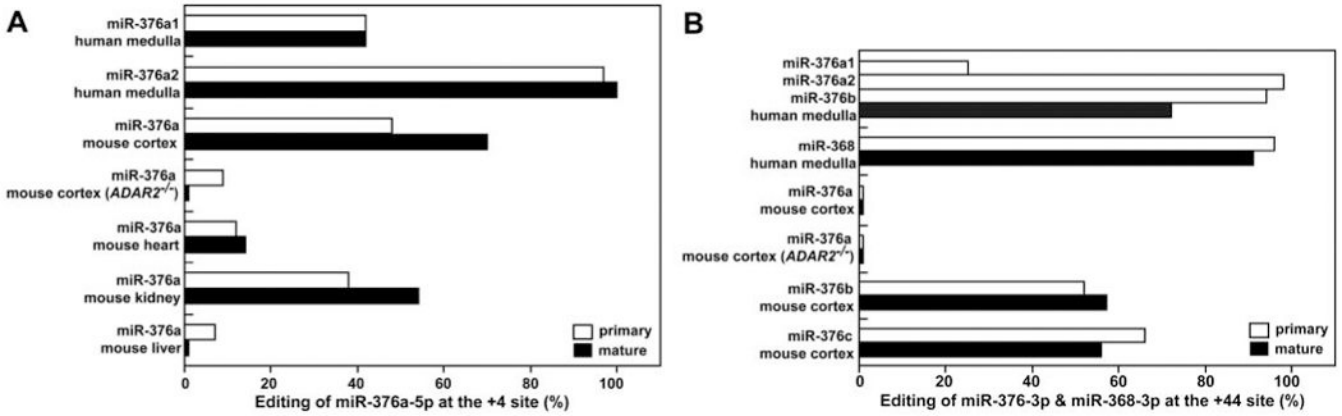 A
miR-376a1
human medulla
miR-376a2
human medulla
miR-376a
mouse cortex
miR-376a
mouse cortex (ADAR2-/-)
miR-376a
mouse heart
miR-376a
mouse kidney
miR-376a
mouse liver
primary
mature
0 20 40 60 80 100
Editing of miR-376a-5p at the +4 site (%)
B
miR-376a1
miR-376a2
miR-376b
human medulla
miR-368
human medulla
miR-376a
mouse cortex
miR-376a
mouse cortex (ADAR2-/-)
miR-376b
mouse cortex
miR-376c
mouse cortex
primary
mature
0 20 40 60 80 100
Editing of miR-376-3p & miR-368-3p at the +44 site (%)